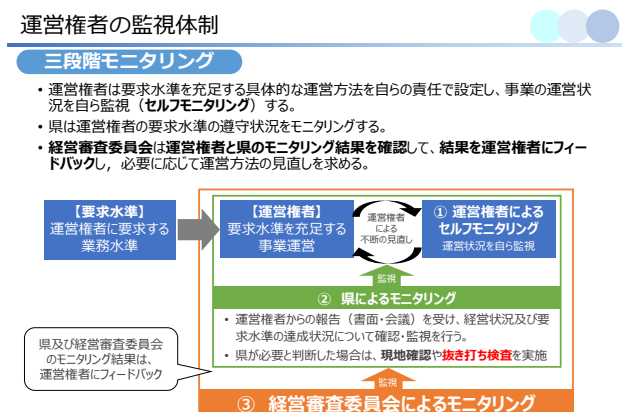 運営権者の監視体制
三段階モニタリング
・運営権者は要求水準を充足する具体的な運営方法を自らの責任で設定し、事業の運営状
況を自ら監視（セルフモニタリング）する。
・県は運営権者の要求水準の遵守状況をモニタリングする。
・経営審査委員会は運営権者と県のモニタリング結果を確認して、結果を運営権者にフィー
ドバックし，必要に応じて運営方法の見直しを求める。
【要求水準】
運営権者に要求する
業務水準
【運営権者】
要求水準を充足する
事業運営
運営権者
による
不断の見直し
① 運営権者による
セルフモニタリング
運営状況を自ら監視
監視
② 県によるモニタリング
・運営権者からの報告（書面・会議）を受け、経営状況及び要
求水準の達成状況について確認・監視を行う。
・県が必要と判断した場合は、現地確認や抜き打ち検査を実施
県及び経営審査委員会
のモニタリング結果は、
運営権者にフィードバック
監視
③ 経営審査委員会によるモニタリング